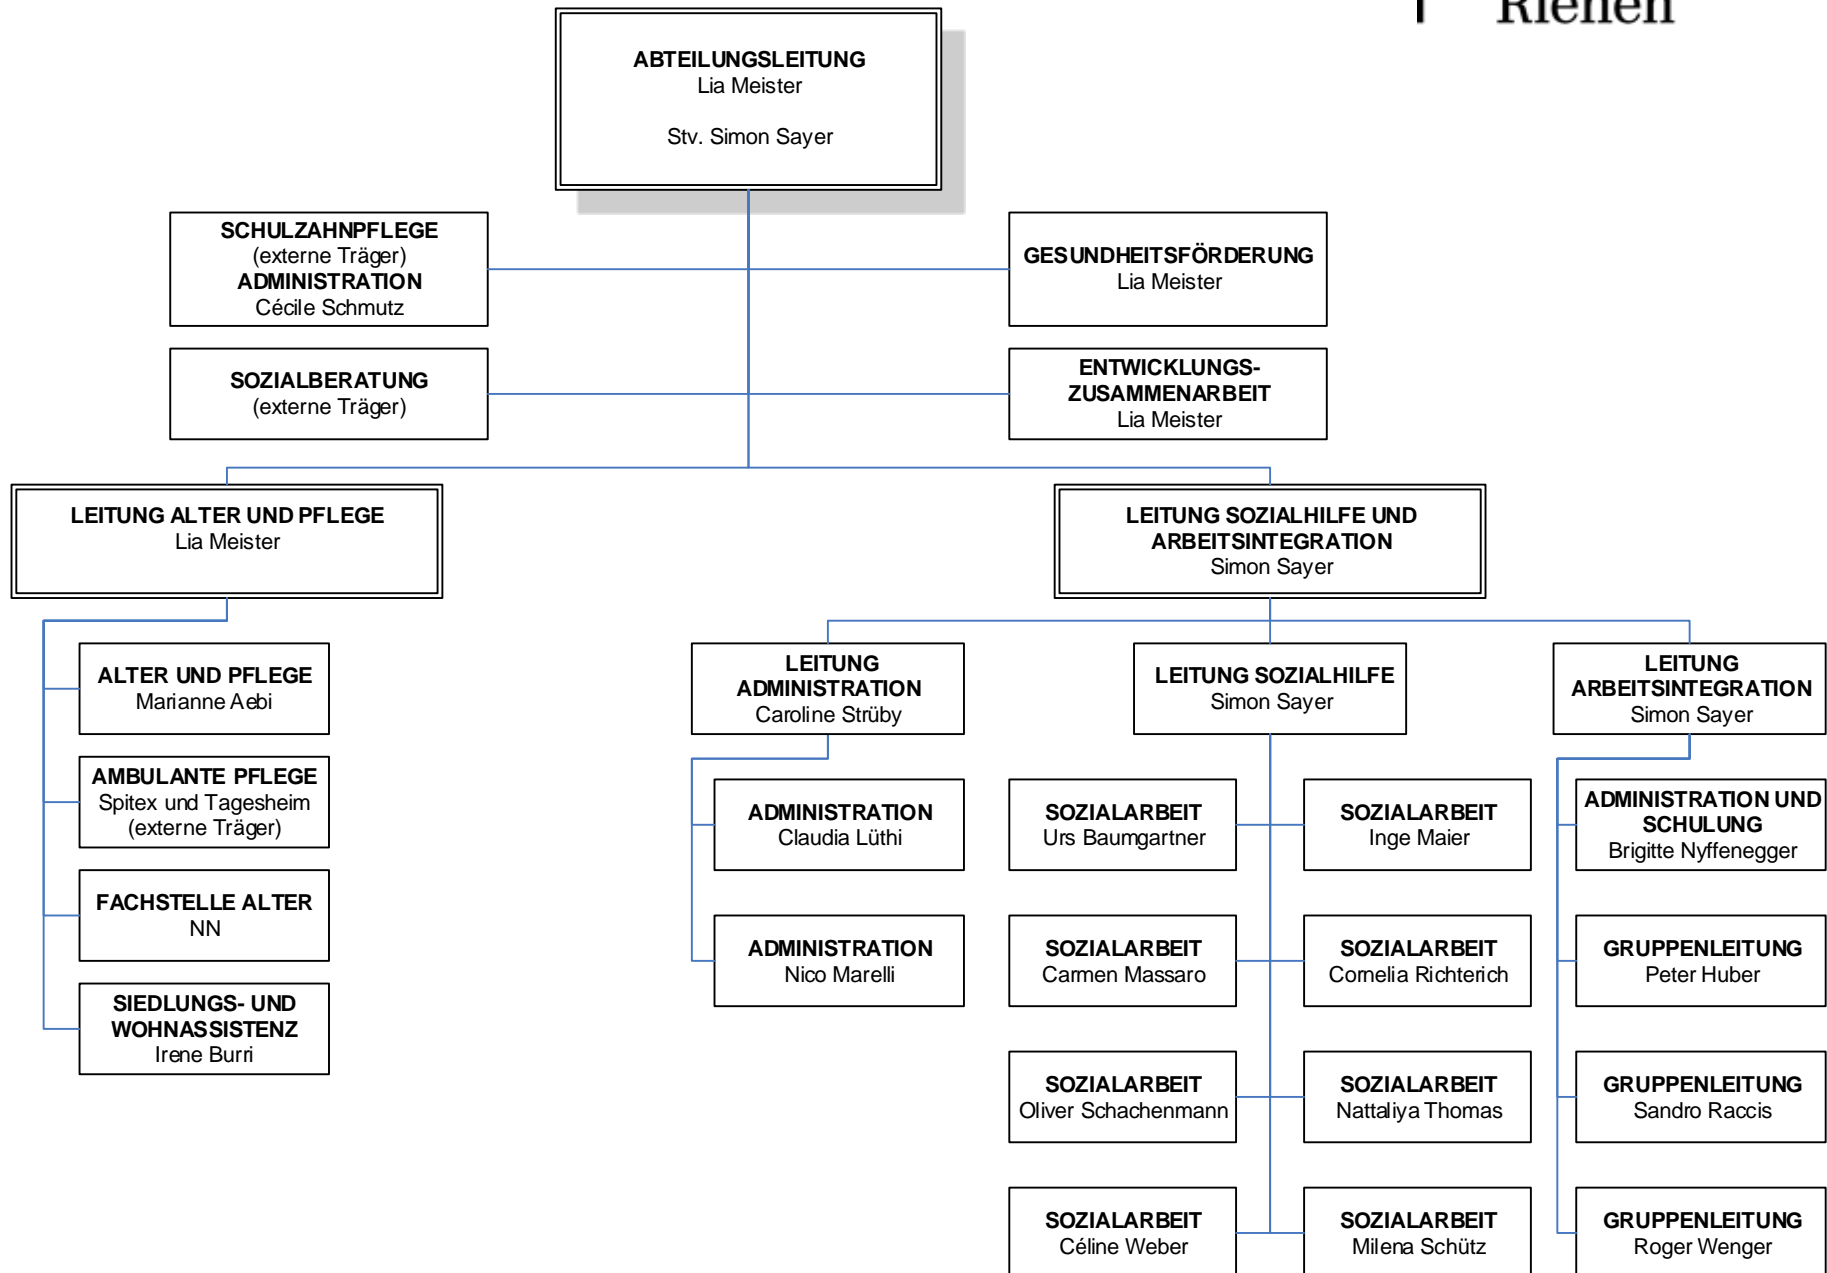 Riehen
ABTEILUNGSLEITUNG
Lia Meister
Stv. Simon Sayer
SCHULZAHNPFLEGE
(externe Träger)
ADMINISTRATION
Cécile Schmutz
GESUNDHEITSFÖRDERUNG
Lia Meister
SOZIALBERATUNG
(externe Träger)
ENTWICKLUNGS-
ZUSAMMENARBEIT
Lia Meister
LEITUNG ALTER UND PFLEGE
Lia Meister
LEITUNG SOZIALHILFE UND
ARBEITSINTEGRATION
Simon Sayer
ALTER UND PFLEGE
Marianne Aebi
AMBULANTE PFLEGE
Spitex und Tagesheim
(externe Träger)
FACHSTELLE ALTER
NN
SIEDLUNGS- UND
WOHNASSISTENZ
Irene Burri
LEITUNG
ADMINISTRATION
Caroline Strüby
ADMINISTRATION
Claudia Lüthi
ADMINISTRATION
Nico Marelli
LEITUNG SOZIALHILFE
Simon Sayer
SOZIALARBEIT
Urs Baumgartner
SOZIALARBEIT
Inge Maier
SOZIALARBEIT
Carmen Massaro
SOZIALARBEIT
Cornelia Richterich
SOZIALARBEIT
Oliver Schachenmann
SOZIALARBEIT
Nattaliya Thomas
SOZIALARBEIT
Céline Weber
SOZIALARBEIT
Milena Schütz
LEITUNG
ARBEITSINTEGRATION
Simon Sayer
ADMINISTRATION UND
SCHULUNG
Brigitte Nyffenegger
GRUPPENLEITUNG
Peter Huber
GRUPPENLEITUNG
Sandro Raccis
GRUPPENLEITUNG
Roger Wenger